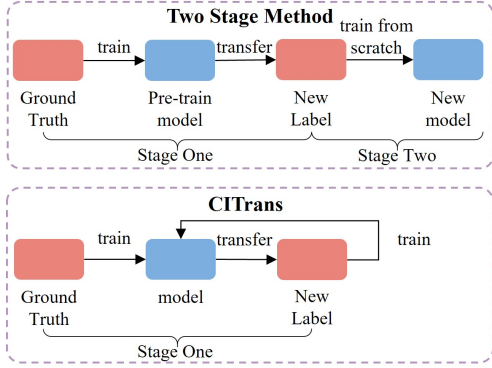 Two Stage Method
train
transfer
train from
scratch
Ground
Truth
Pre-train
model
New
Label
New
model
Stage One
Stage Two
CITrans
train
transfer
train
Ground
Truth
model
New
Label
Stage One